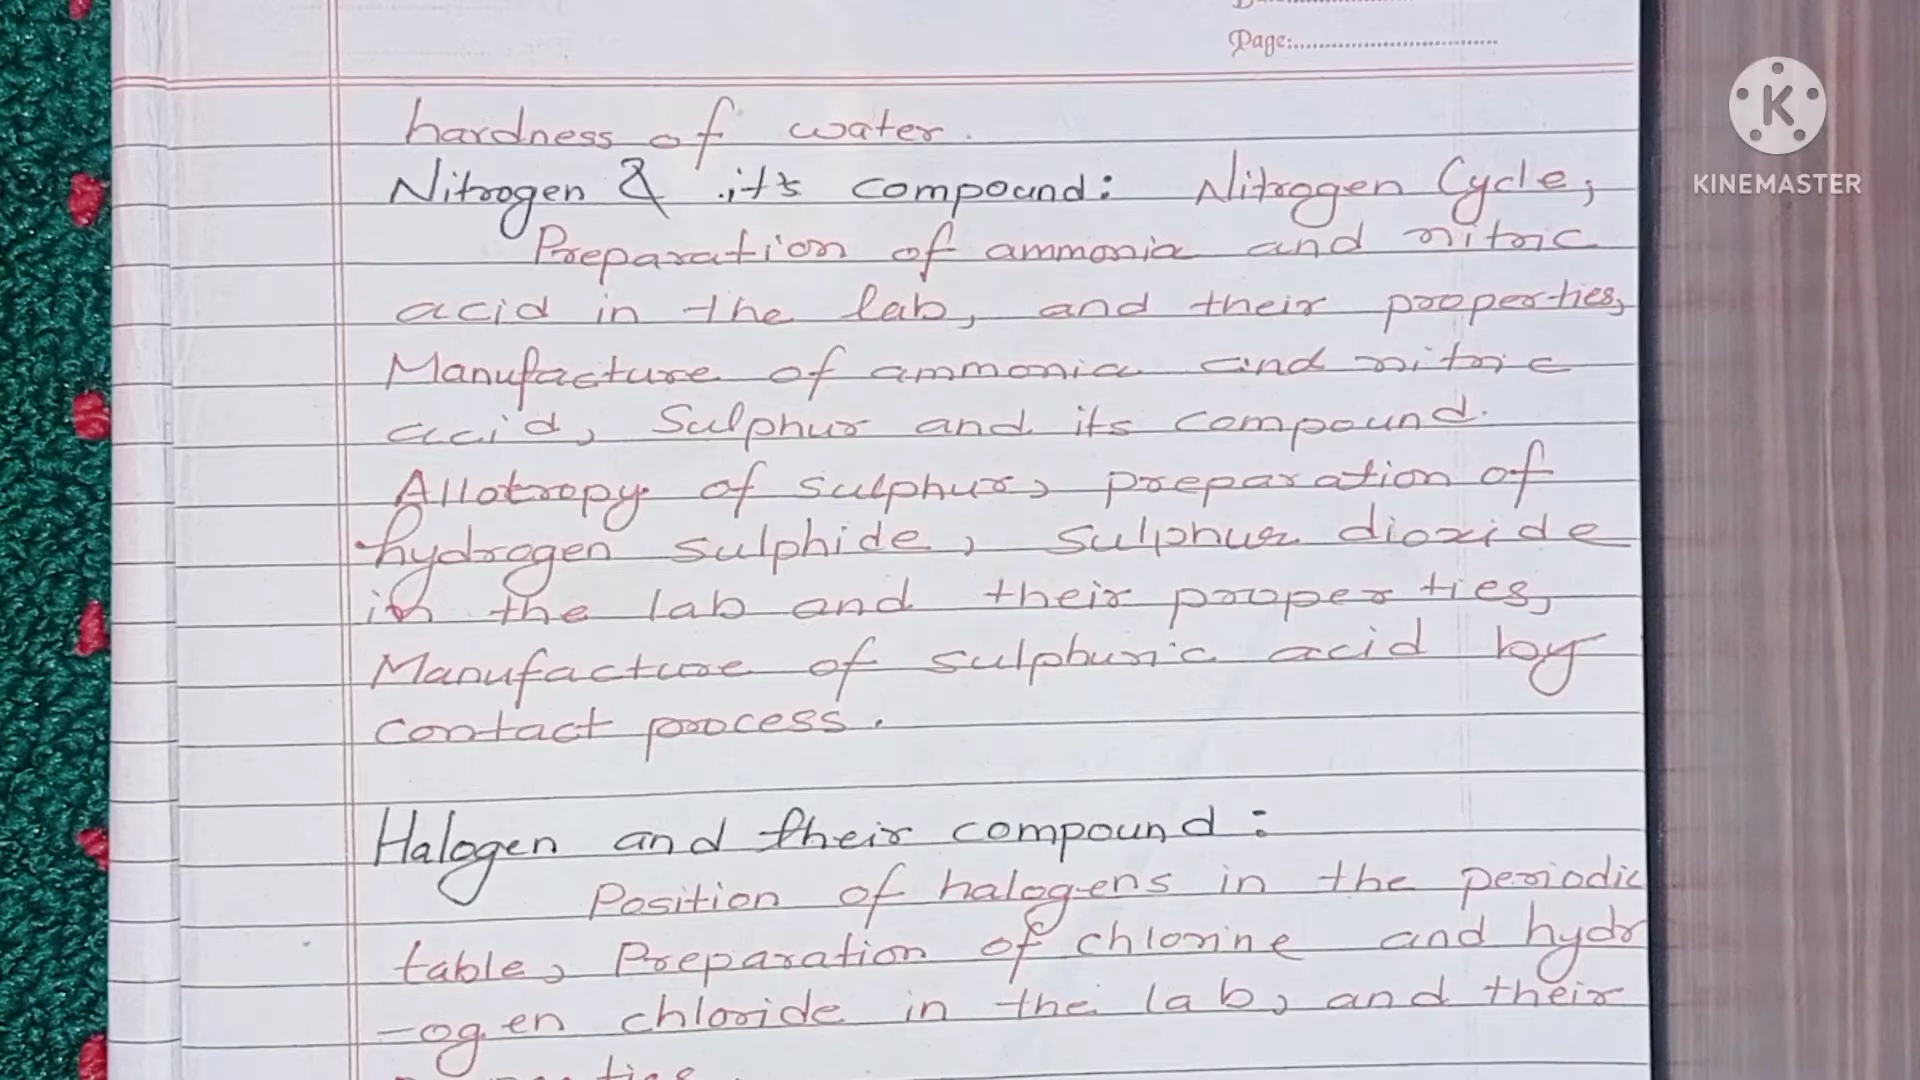 Page:
hardness of water.
Nitrogen & it's compound: Nitrogen Cycle,
Preparation of ammonia and nitric
acid in the lab, and their properties,
Manufacture of ammonia and nitric
acid, Sulphur and its compound.
Allotropy of sulphur, preparation of
hydrogen sulphide, sulphur dioxide
in the lab and their properties,
Manufacture of sulphuric acid by
contact process.
Halogen and their compound:
Position of halogens in the periodic
table, Preparation of chlorine and hydr
-ogen chloride in the lab, and their
K
KINEMASTER